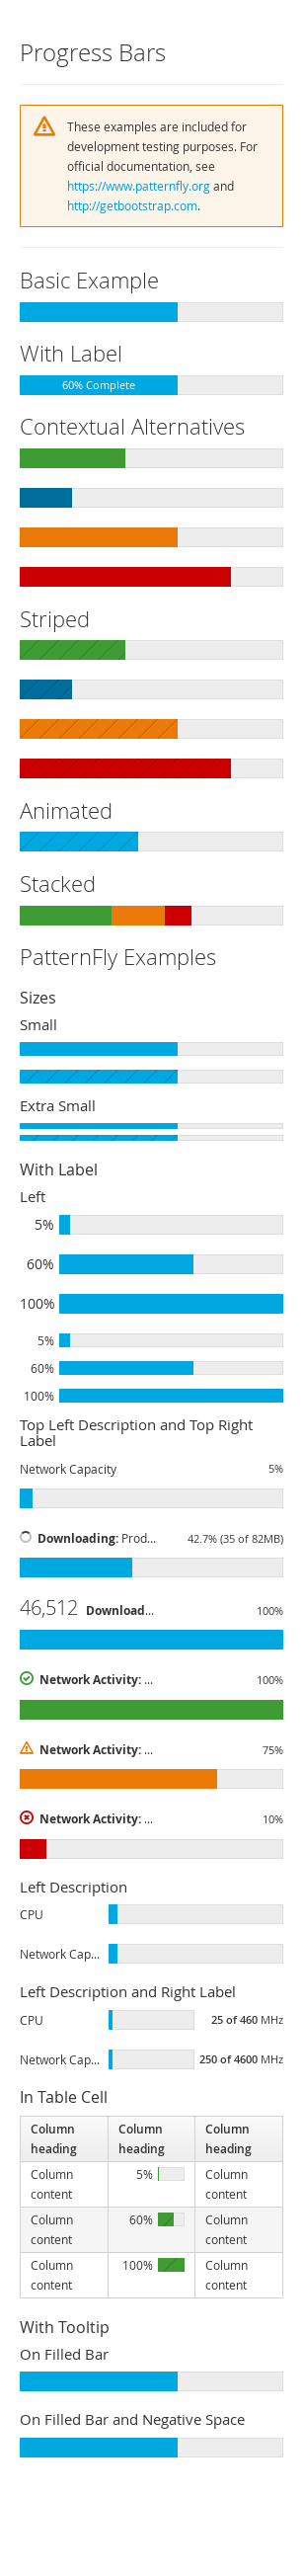 Progress Bars
These examples are included for
development testing purposes. For
official documentation, see
https://www.patternfly.org and
http://getbootstrap.com.
Basic Example
With Label
60% Complete
Contextual Alternatives
Striped
Animated
Stacked
PatternFly Examples
Sizes
Small
Extra Small
With Label
Left
5%
60%
100%
5%
60%
100%
Top Left Description and Top Right
Label
Network Capacity 5%
Downloading: Prod... 42.7% (35 of 82MB)
46,512 Download... 100%
Network Activity: ... 100%
Network Activity: ... 75%
Network Activity: ... 10%
Left Description
CPU
Network Cap...
Left Description and Right Label
CPU 25 of 460 MHz
Network Cap... 250 of 4600 MHz
In Table Cell
Column Column Column
heading heading heading
Column 5% Column
content content
Column 60% Column
content content
Column 100% Column
content content
With Tooltip
On Filled Bar
On Filled Bar and Negative Space